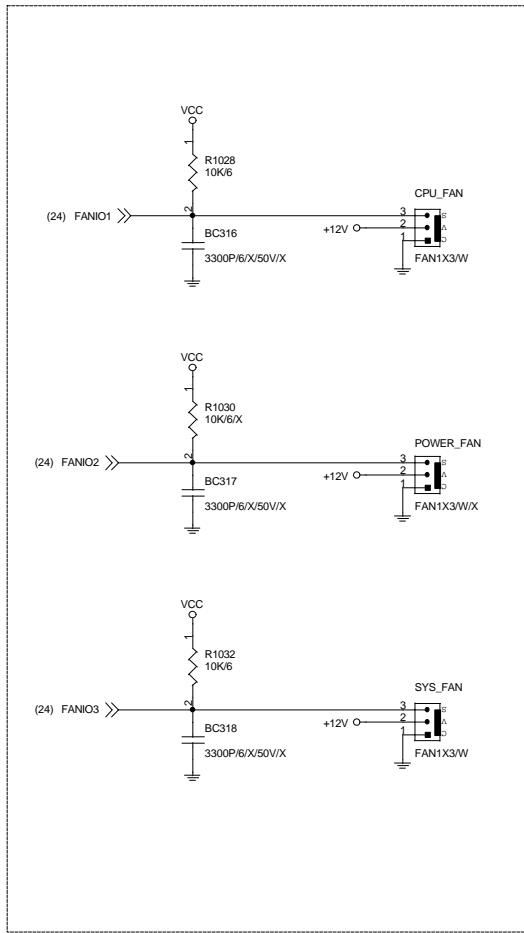 VCC
1
R1028
10K/6
2
(24) FANIO1
BC316
3300P/6/X/50V/X
CPU_FAN
+12V
3
2
1
S
V
G
FAN1X3/W
VCC
1
R1030
10K/6/X
2
(24) FANIO2
BC317
3300P/6/X/50V/X
POWER_FAN
+12V
3
2
1
S
V
G
FAN1X3/W/X
VCC
1
R1032
10K/6
2
(24) FANIO3
BC318
3300P/6/X/50V/X
SYS_FAN
+12V
3
2
1
S
V
G
FAN1X3/W